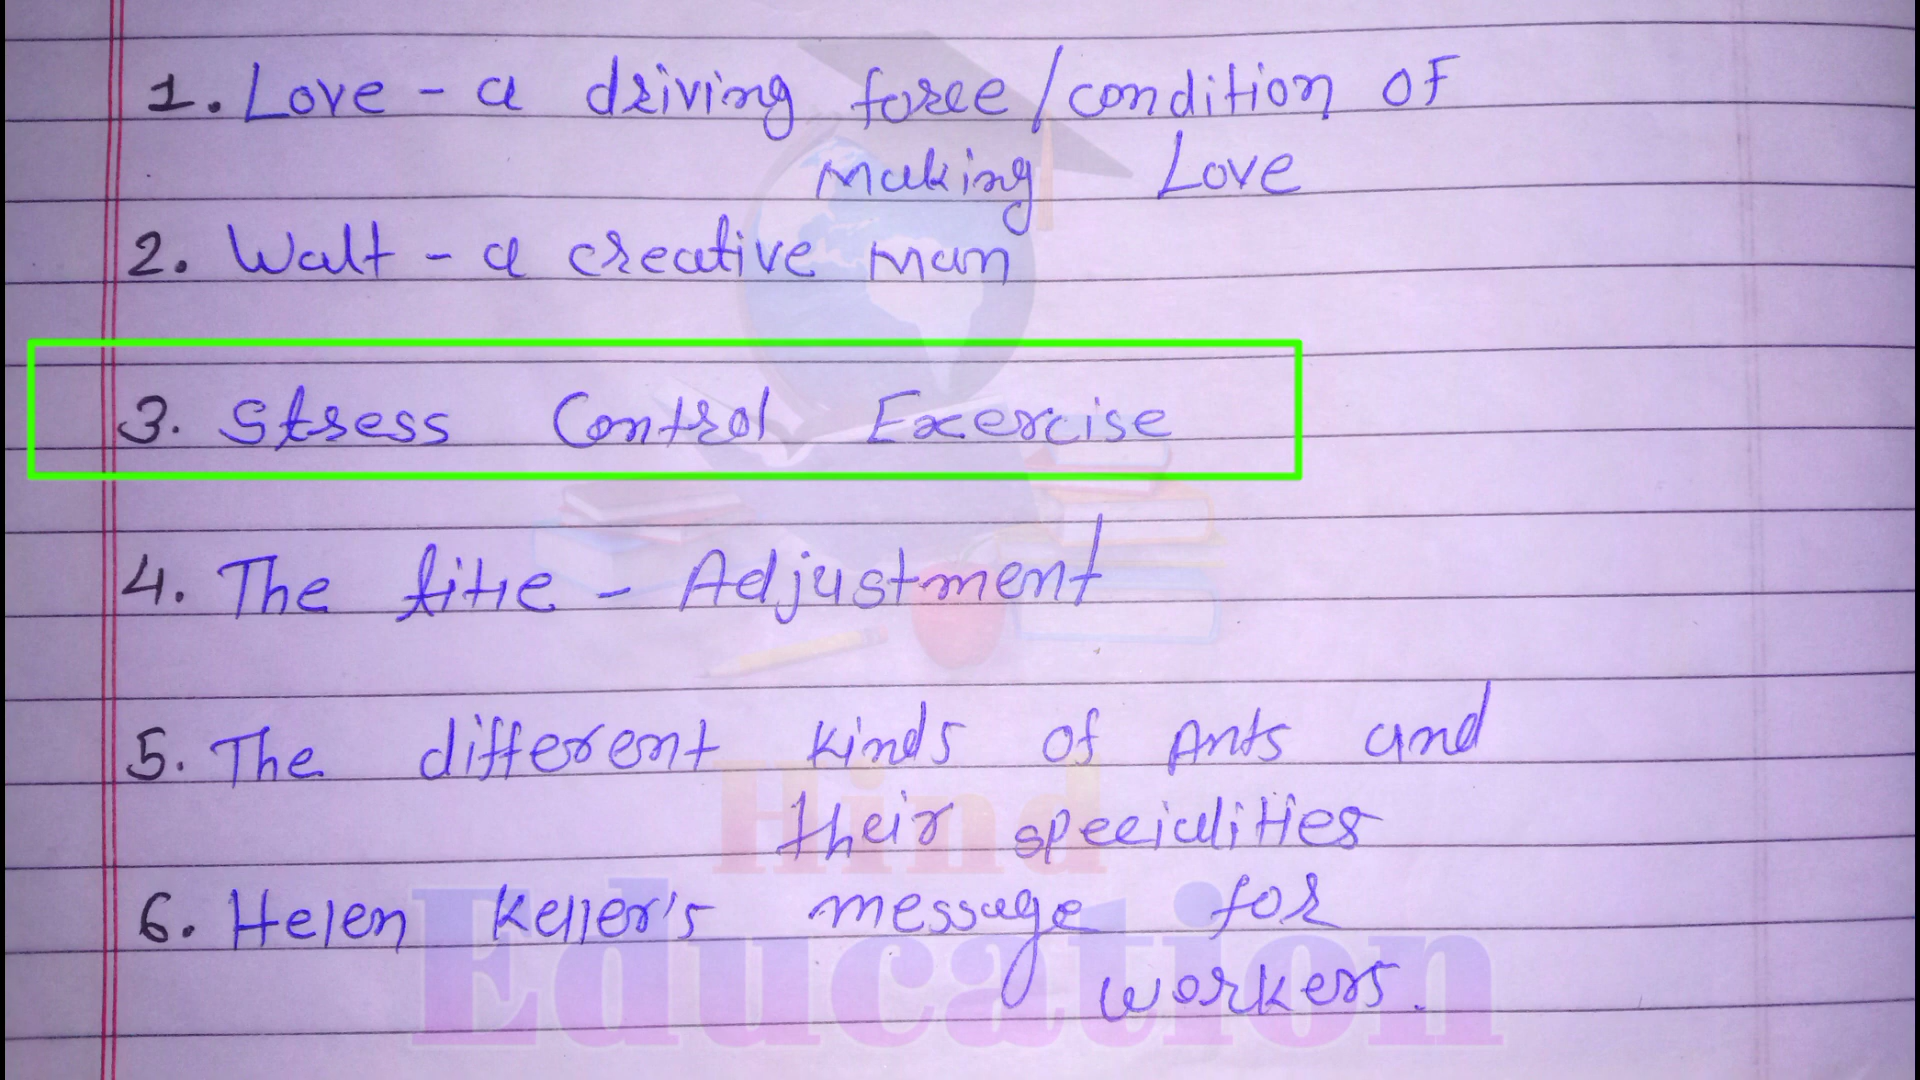 1. Love - a driving force/condition of
making Love
2. Walt - a creative man
3. Stress Control Exercise
4. The title - Adjustment
5. The different kinds of Ants and
their specialities
6. Helen Keller's message for
workers.
Hind
Education